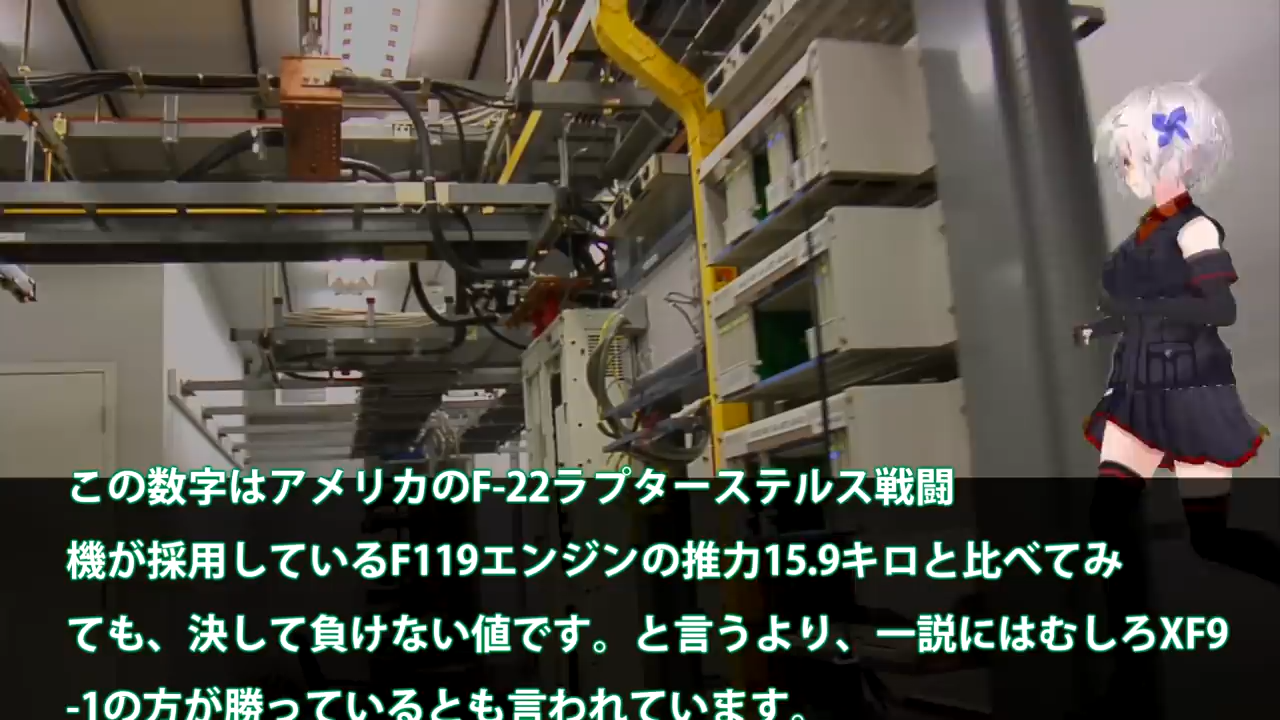 この数字はアメリカのF-22ラプターステルス戦闘
機が採用しているF119エンジンの推力15.9キロと比べてみ
ても、決して負けない値です。と言うより、一説にはむしろXF9
-1の方が勝っているとも言われています。